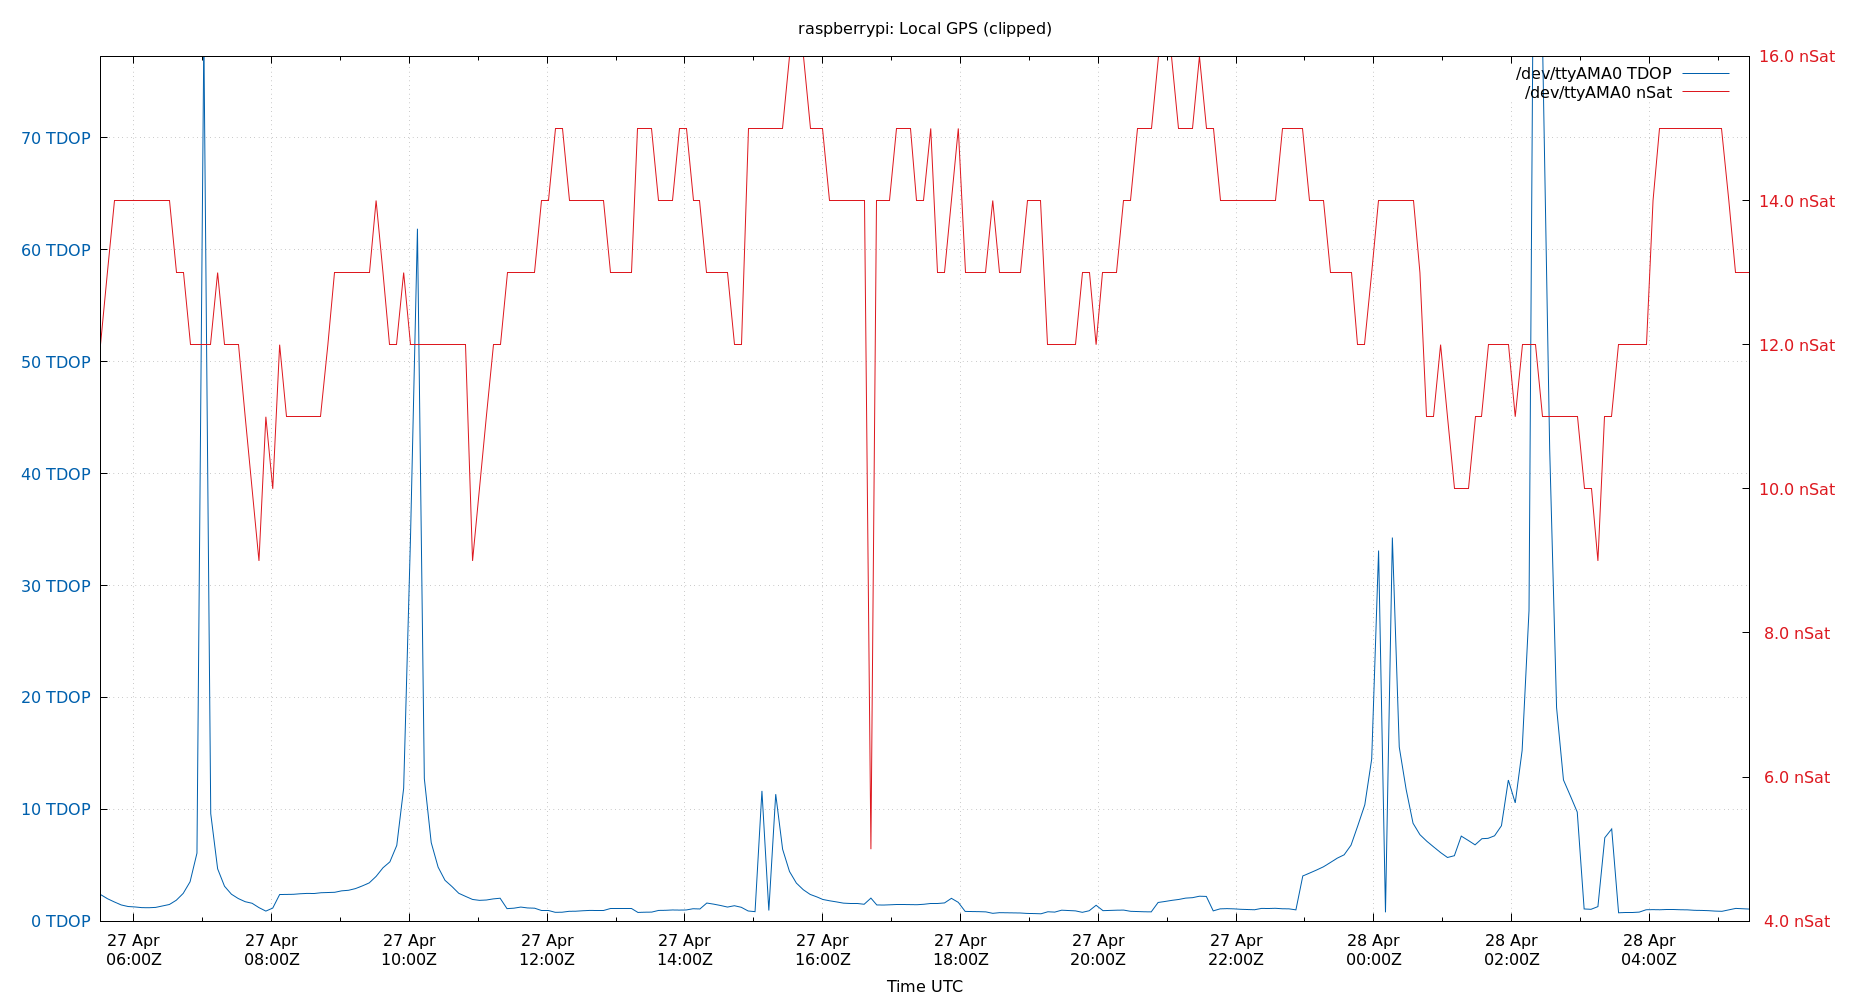 raspberrypi: Local GPS (clipped)
16.0 nSat
/dev/ttyAMA0 TDOP
/dev/ttyAMA0 nSat
70 TDOP
14.0 nSat
60 TDOP
12.0 nSat
50 TDOP
40 TDOP
10.0 nSat
30 TDOP
8.0 nSat
20 TDOP
6.0 nSat
10 TDOP
0 TDOP
4.0 nSat
27 Apr
06:00Z
27 Apr
08:00Z
27 Apr
10:00Z
27 Apr
12:00Z
27 Apr
14:00Z
27 Apr
16:00Z
27 Apr
18:00Z
27 Apr
20:00Z
27 Apr
22:00Z
28 Apr
00:00Z
28 Apr
02:00Z
28 Apr
04:00Z
Time UTC